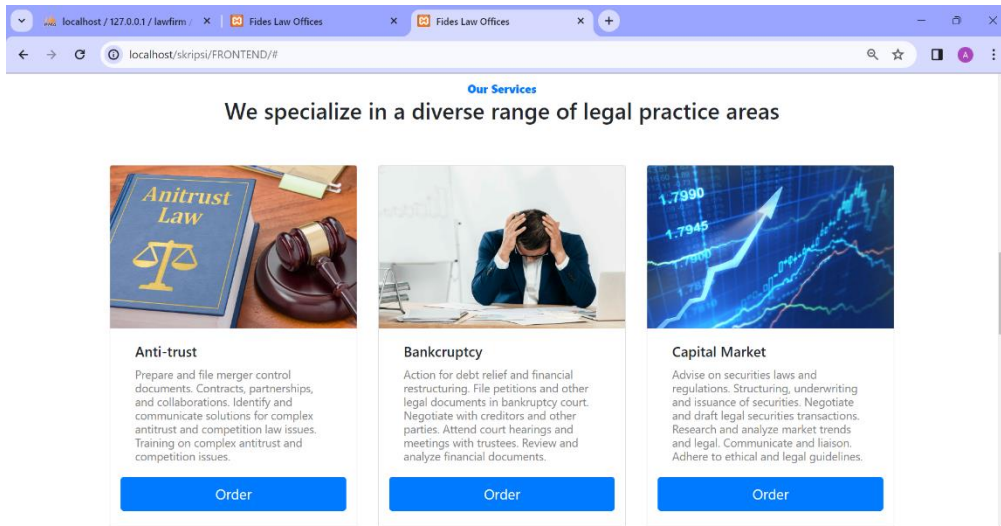 localhost / 127.0.0.1 / lawfirm /
Fides Law Offices
Fides Law Offices
localhost/skripsi/FRONTEND/#
A
Our Services
We specialize in a diverse range of legal practice areas
Anitrust
Law
1.7990
1.7945
1.7900
Anti-trust
Prepare and file merger control
documents. Contracts, partnerships,
and collaborations. Identify and
communicate solutions for complex
antitrust and competition law issues.
Training on complex antitrust and
competition issues.
Order
Bankcruptcy
Action for debt relief and financial
restructuring. File petitions and other
legal documents in bankruptcy court.
Negotiate with creditors and other
parties. Attend court hearings and
meetings with trustees. Review and
analyze financial documents.
Order
Capital Market
Advise on securities laws and
regulations. Structuring, underwriting
and issuance of securities. Negotiate
and draft legal securities transactions.
Research and analyze market trends
and legal. Communicate and liaison.
Adhere to ethical and legal guidelines.
Order